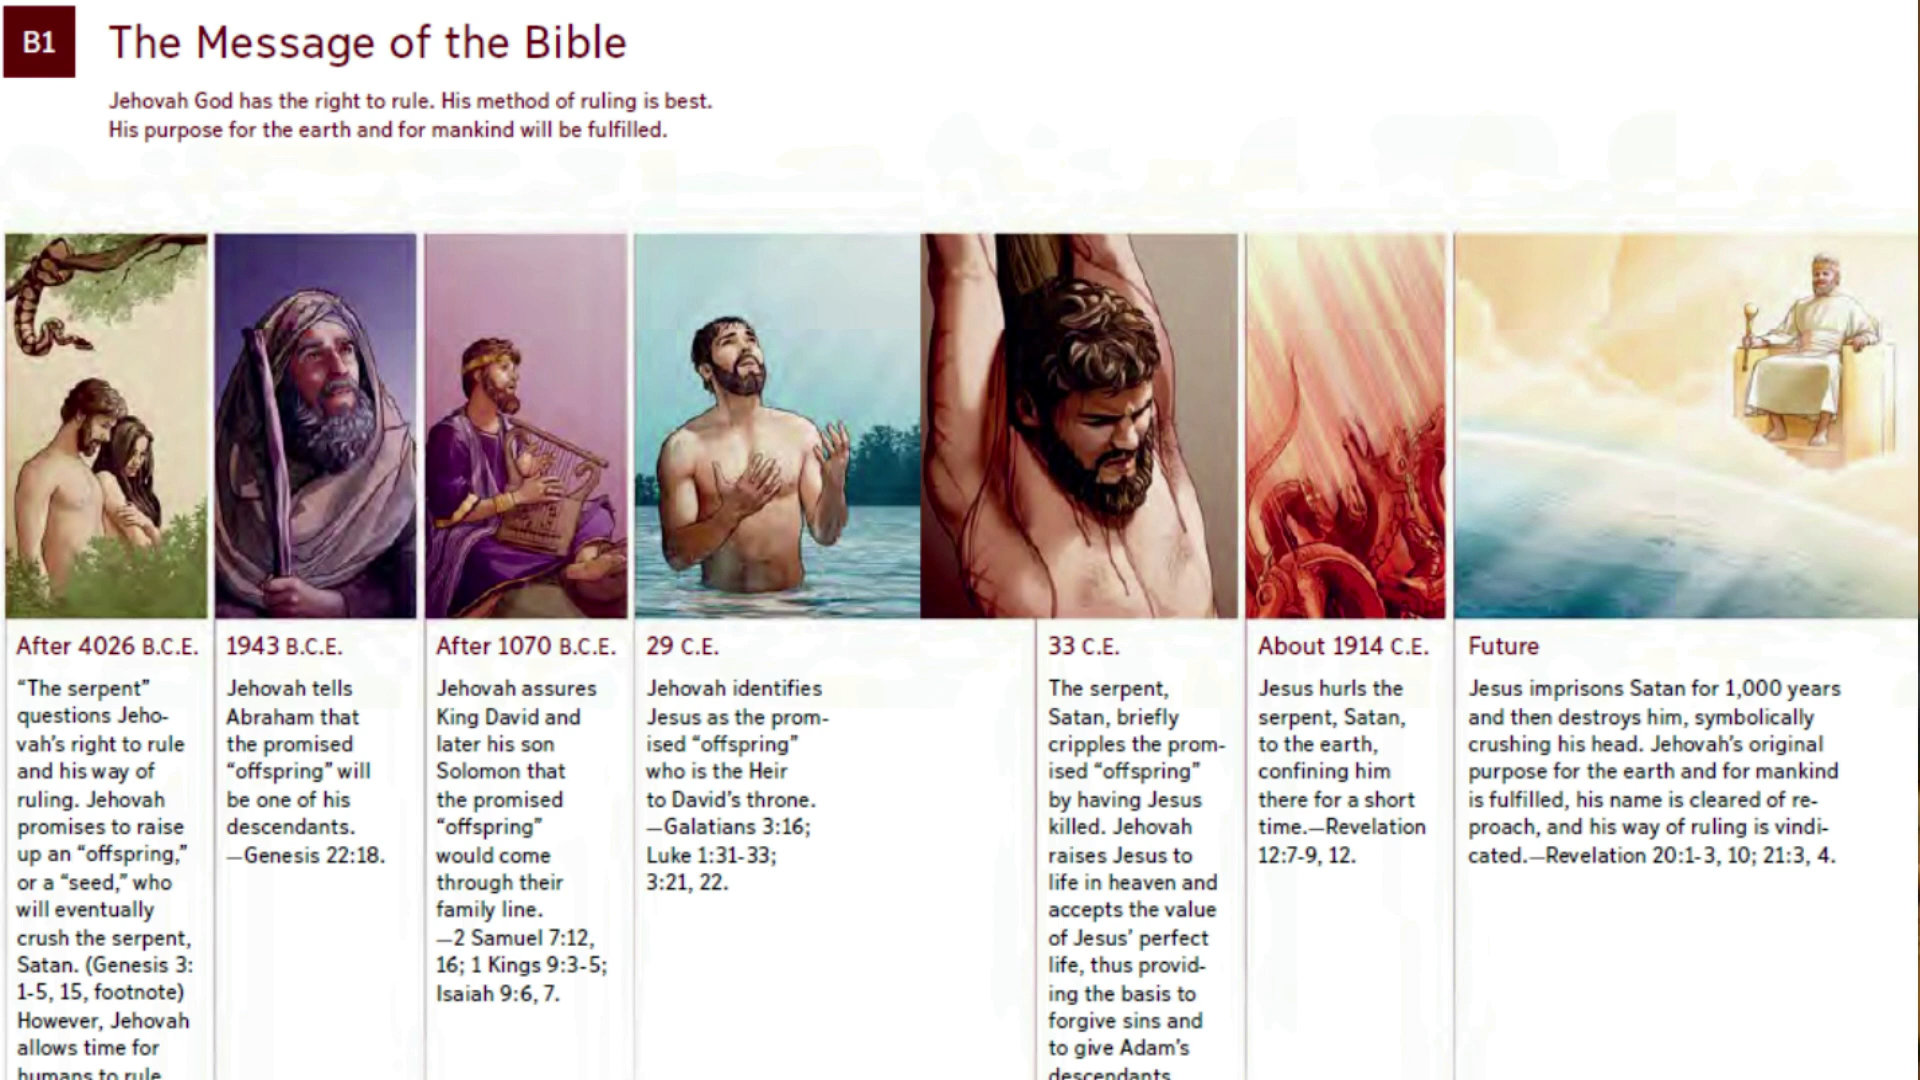 B1
The Message of the Bible
Jehovah God has the right to rule. His method of ruling is best.
His purpose for the earth and for mankind will be fulfilled.
After 4026 B.C.E.
“The serpent”
questions Jeho-
vah’s right to rule
and his way of
ruling. Jehovah
promises to raise
up an “offspring,”
or a “seed,” who
will eventually
crush the serpent,
Satan. (Genesis 3:
1-5, 15, footnote)
However, Jehovah
allows time for
humans to rule
1943 B.C.E.
Jehovah tells
Abraham that
the promised
“offspring” will
be one of his
descendants.
—Genesis 22:18.
After 1070 B.C.E.
Jehovah assures
King David and
later his son
Solomon that
the promised
“offspring”
would come
through their
family line.
—2 Samuel 7:12,
16; 1 Kings 9:3-5;
Isaiah 9:6, 7.
29 C.E.
Jehovah identifies
Jesus as the prom-
ised “offspring”
who is the Heir
to David’s throne.
—Galatians 3:16;
Luke 1:31-33;
3:21, 22.
33 C.E.
The serpent,
Satan, briefly
cripples the prom-
ised “offspring”
by having Jesus
killed. Jehovah
raises Jesus to
life in heaven and
accepts the value
of Jesus’ perfect
life, thus provid-
ing the basis to
forgive sins and
to give Adam’s
descendants
About 1914 C.E.
Jesus hurls the
serpent, Satan,
to the earth,
confining him
there for a short
time.—Revelation
12:7-9, 12.
Future
Jesus imprisons Satan for 1,000 years
and then destroys him, symbolically
crushing his head. Jehovah’s original
purpose for the earth and for mankind
is fulfilled, his name is cleared of re-
proach, and his way of ruling is vindi-
cated.—Revelation 20:1-3, 10; 21:3, 4.